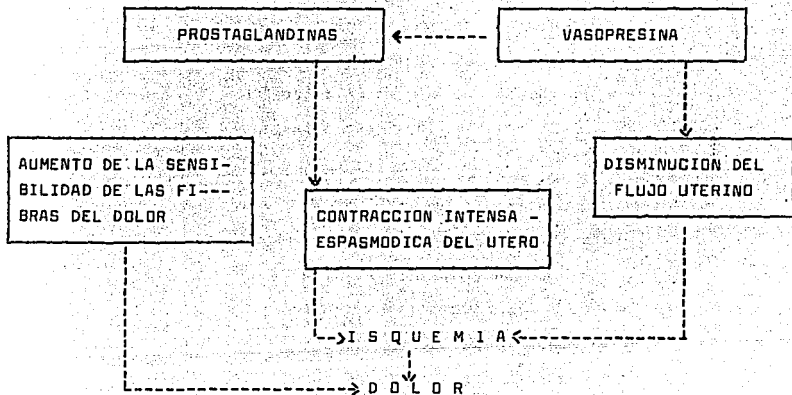 PROSTAGLANDINAS
VASOPRESINA
AUMENTO DE LA SENSI-
BILIDAD DE LAS FI---
BRAS DEL DOLOR
CONTRACCION INTENSA -
ESPASMODICA DEL UTERO
DISMINUCION DEL
FLUJO UTERINO
I S Q U E M I A
D O L O R